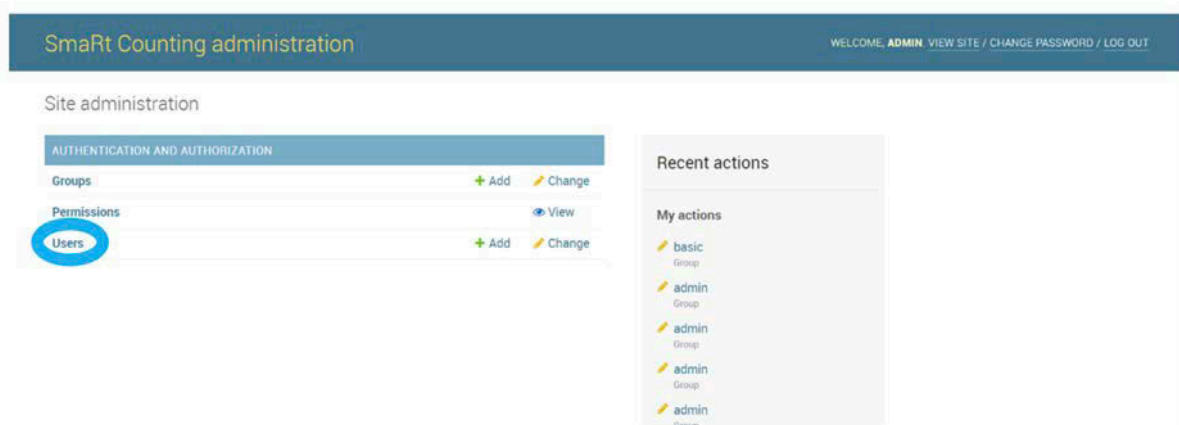 SmaRt Counting administration
WELCOME, ADMIN. VIEW SITE / CHANGE PASSWORD / LOG OUT
Site administration
AUTHENTICATION AND AUTHORIZATION
Groups + Add Change
Permissions View
Users + Add Change
Recent actions
My actions
basic
Group
admin
Group
admin
Group
admin
Group
admin
Group